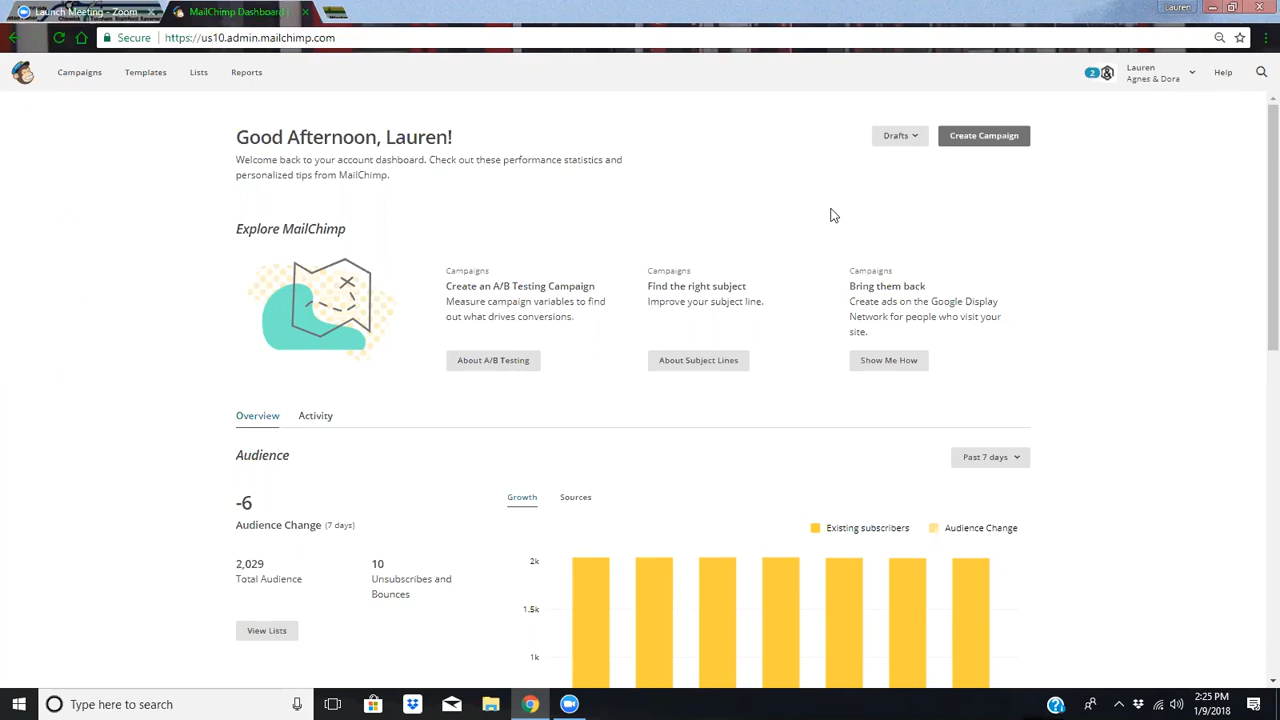 Launch Meeting - Zoom
MailChimp Dashboard
Lauren
Secure
https://us10.admin.mailchimp.com
Campaigns
Templates
Lists
Reports
2
Lauren
Agnes & Dora
Help
Good Afternoon, Lauren!
Drafts
Create Campaign
Welcome back to your account dashboard. Check out these performance statistics and
personalized tips from MailChimp.
Explore MailChimp
Campaigns
Create an A/B Testing Campaign
Measure campaign variables to find
out what drives conversions.
About A/B Testing
Campaigns
Find the right subject
Improve your subject line.
About Subject Lines
Campaigns
Bring them back
Create ads on the Google Display
Network for people who visit your
site.
Show Me How
Overview
Activity
Audience
Past 7 days
-6
Audience Change (7 days)
2,029
Total Audience
10
Unsubscribes and
Bounces
View Lists
Growth
Sources
Existing subscribers
Audience Change
2k
1.5k
1k
Type here to search
2:25 PM
1/9/2018